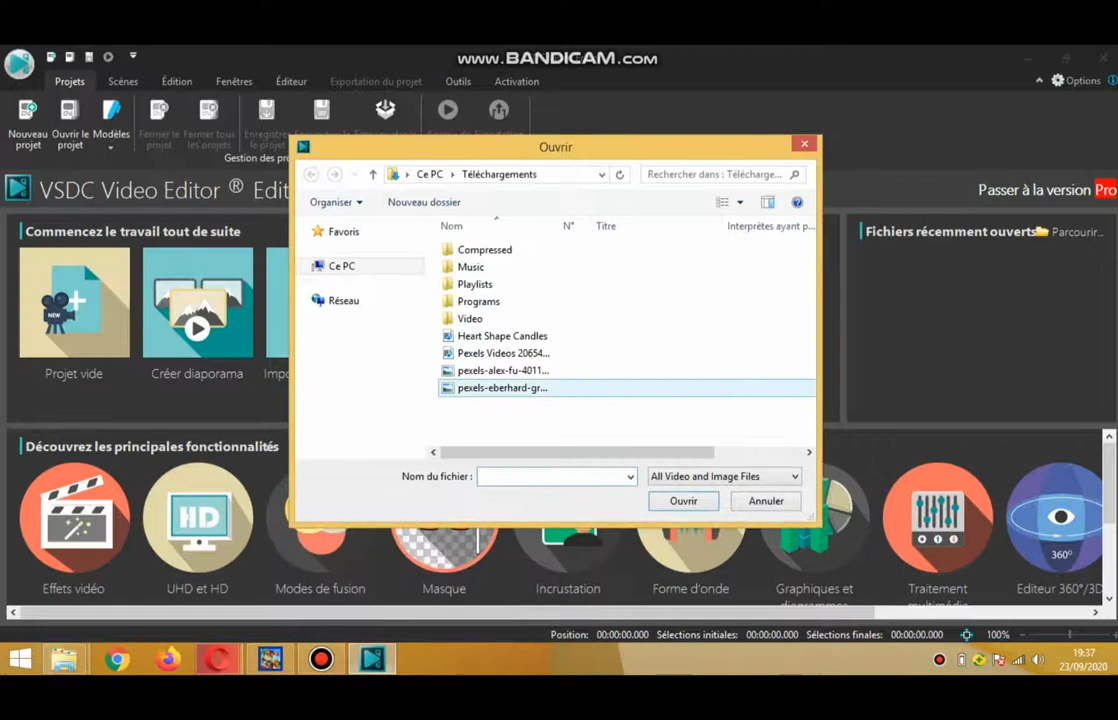 www.BANDICAM.com
Projets Scènes Édition Fenêtres Éditeur Exportation du projet Outils Activation
Options
Nouveau projet
Ouvrir le projet
Modèles
Fermer le projet
Fermer tous les projets
Enregistrer le projet
Gestion des pro
VSDC Video Editor ® Edit
Passer à la version Pro
Commencez le travail tout de suite
Fichiers récemment ouverts
Parcourir...
NEW
Projet vide
Créer diaporama
Impo
Ouvrir
Ce PC
Téléchargements
Rechercher dans : Télécharge...
Organiser
Nouveau dossier
Nom N° Titre Interprètes ayant p...
Favoris
Ce PC
Réseau
Compressed
Music
Playlists
Programs
Video
Heart Shape Candles
Pexels Videos 20654...
pexels-alex-fu-4011...
pexels-eberhard-gr...
Nom du fichier :
All Video and Image Files
Ouvrir
Annuler
Découvrez les principales fonctionnalités
HD
360°
Effets vidéo
UHD et HD
Modes de fusion
Masque
Incrustation
Forme d'onde
Graphiques et diagrammes
Traitement multimédia
Editeur 360°/3D
Position: 00:00:00.000 Sélections initiales: 00:00:00.000 Sélections finales: 00:00:00.000 100%
19:37
23/09/2020